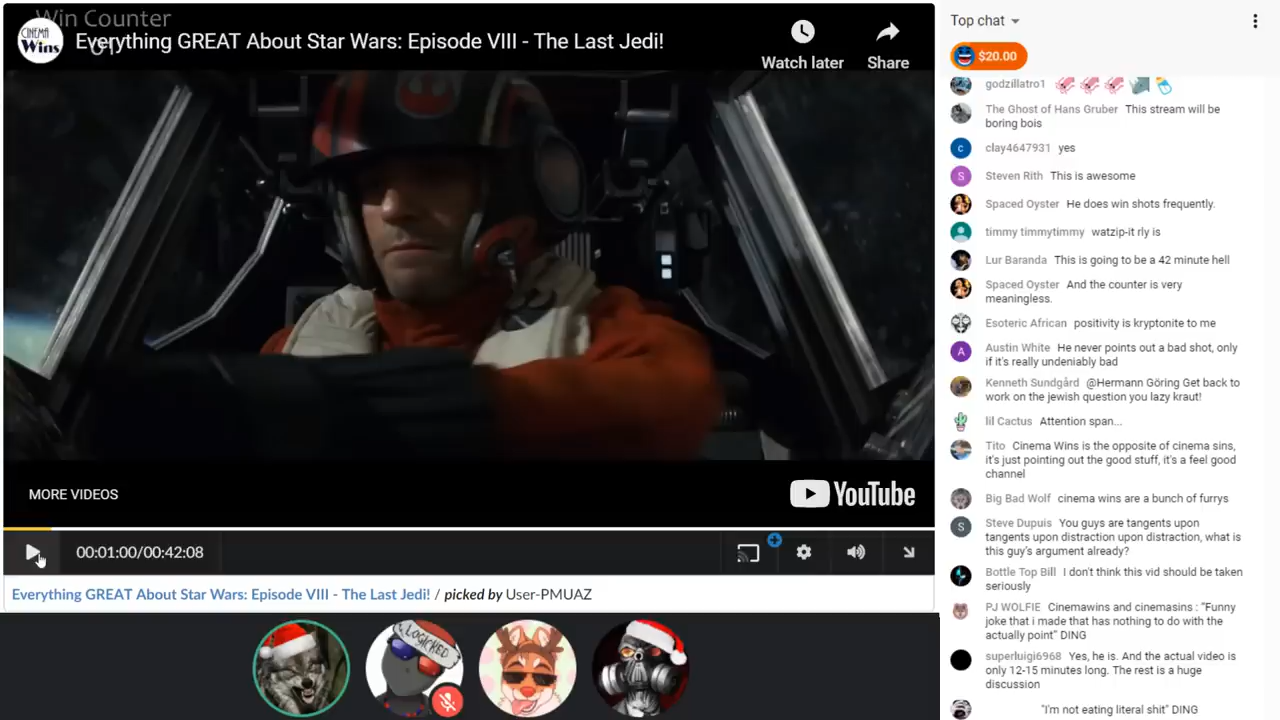 Win Counter
CINEMA
Wins
Everything GREAT About Star Wars: Episode VIII - The Last Jedi!
Watch later
Share
MORE VIDEOS
YouTube
00:01:00/00:42:08
Everything GREAT About Star Wars: Episode VIII - The Last Jedi! / picked by User-PMUAZ
LOGICKED
Top chat
$20.00
godzillatro1
The Ghost of Hans Gruber This stream will be
boring bois
c clay4647931 yes
S Steven Rith This is awesome
Spaced Oyster He does win shots frequently.
timmy timmytimmy watzip-it rly is
Lur Baranda This is going to be a 42 minute hell
Spaced Oyster And the counter is very
meaningless.
Esoteric African positivity is kryptonite to me
A Austin White He never points out a bad shot, only
if it's really undeniably bad
Kenneth Sundgård @Hermann Göring Get back to
work on the jewish question you lazy kraut!
lil Cactus Attention span...
Tito Cinema Wins is the opposite of cinema sins,
it's just pointing out the good stuff, it's a feel good
channel
Big Bad Wolf cinema wins are a bunch of furrys
S Steve Dupuis You guys are tangents upon
tangents upon distraction upon distraction, what is
this guy's argument already?
Bottle Top Bill I don't think this vid should be taken
seriously
PJ WOLFIE Cinemawins and cinemasins : "Funny
joke that i made that has nothing to do with the
actually point" DING
superluigi6968 Yes, he is. And the actual video is
only 12-15 minutes long. The rest is a huge
discussion
"I'm not eating literal shit" DING